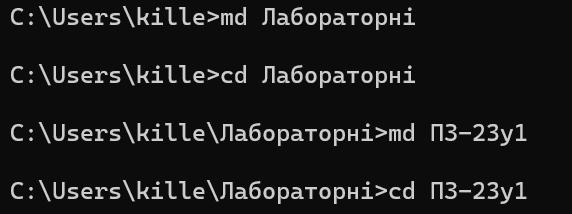 C:\Users\kille>md Лабораторні
C:\Users\kille>cd Лабораторні
C:\Users\kille\Лабораторні>md ПЗ-23у1
C:\Users\kille\Лабораторні>cd ПЗ-23у1